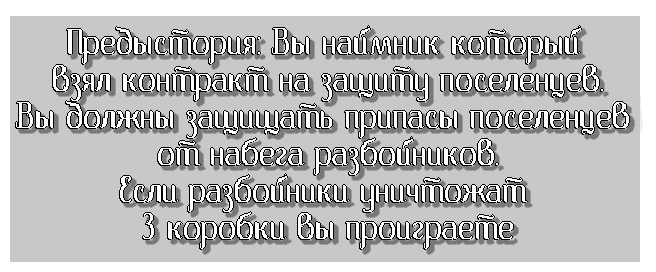 Предыстория: Вы наймник который
взял контракт на защиту поселенцев.
Вы должны защищать припасы поселенцев
от набега разбойников.
Если разбойники уничтожат
3 коробки вы проиграете